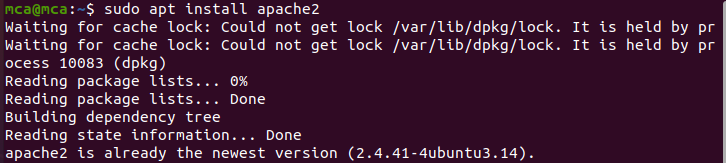 mca@mca:~$ sudo apt install apache2
Waiting for cache lock: Could not get lock /var/lib/dpkg/lock. It is held by pr
Waiting for cache lock: Could not get lock /var/lib/dpkg/lock. It is held by pr
ocess 10083 (dpkg)
Reading package lists... 0%
Reading package lists... Done
Building dependency tree
Reading state information... Done
apache2 is already the newest version (2.4.41-4ubuntu3.14).